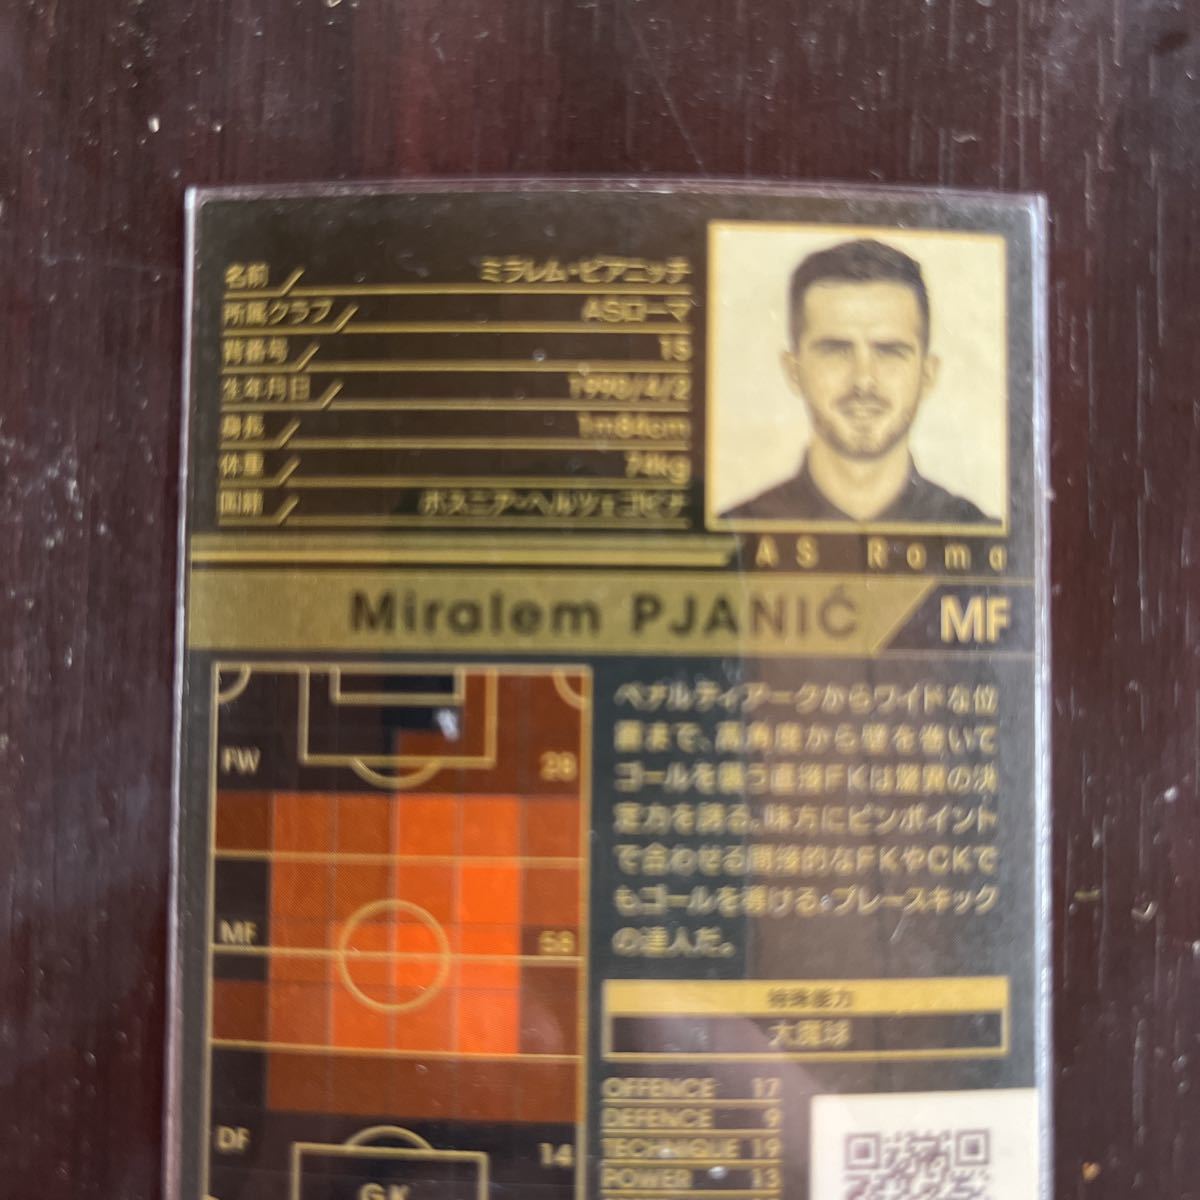 名前 ミラレム・ピアニッチ
所属クラブ ASローマ
背番号 15
生年月日 1990/4/2
身長 1m84cm
体重 74kg
国籍 ボスニア・ヘルツェゴビナ
AS Roma
Miralem PJANIĆ MF
FW 28
MF 58
DF 14
GK
ペナルティアークからワイドな位
置まで、高角度から壁を巻いて
ゴールを襲う直接FKは驚異の決
定力を誇る。味方にピンポイント
で合わせる間接的なFKやCKで
もゴールを導ける、プレースキック
の達人だ。
特殊能力
大魔球
OFFENCE 17
DEFENCE 9
TECHNIQUE 19
POWER 13